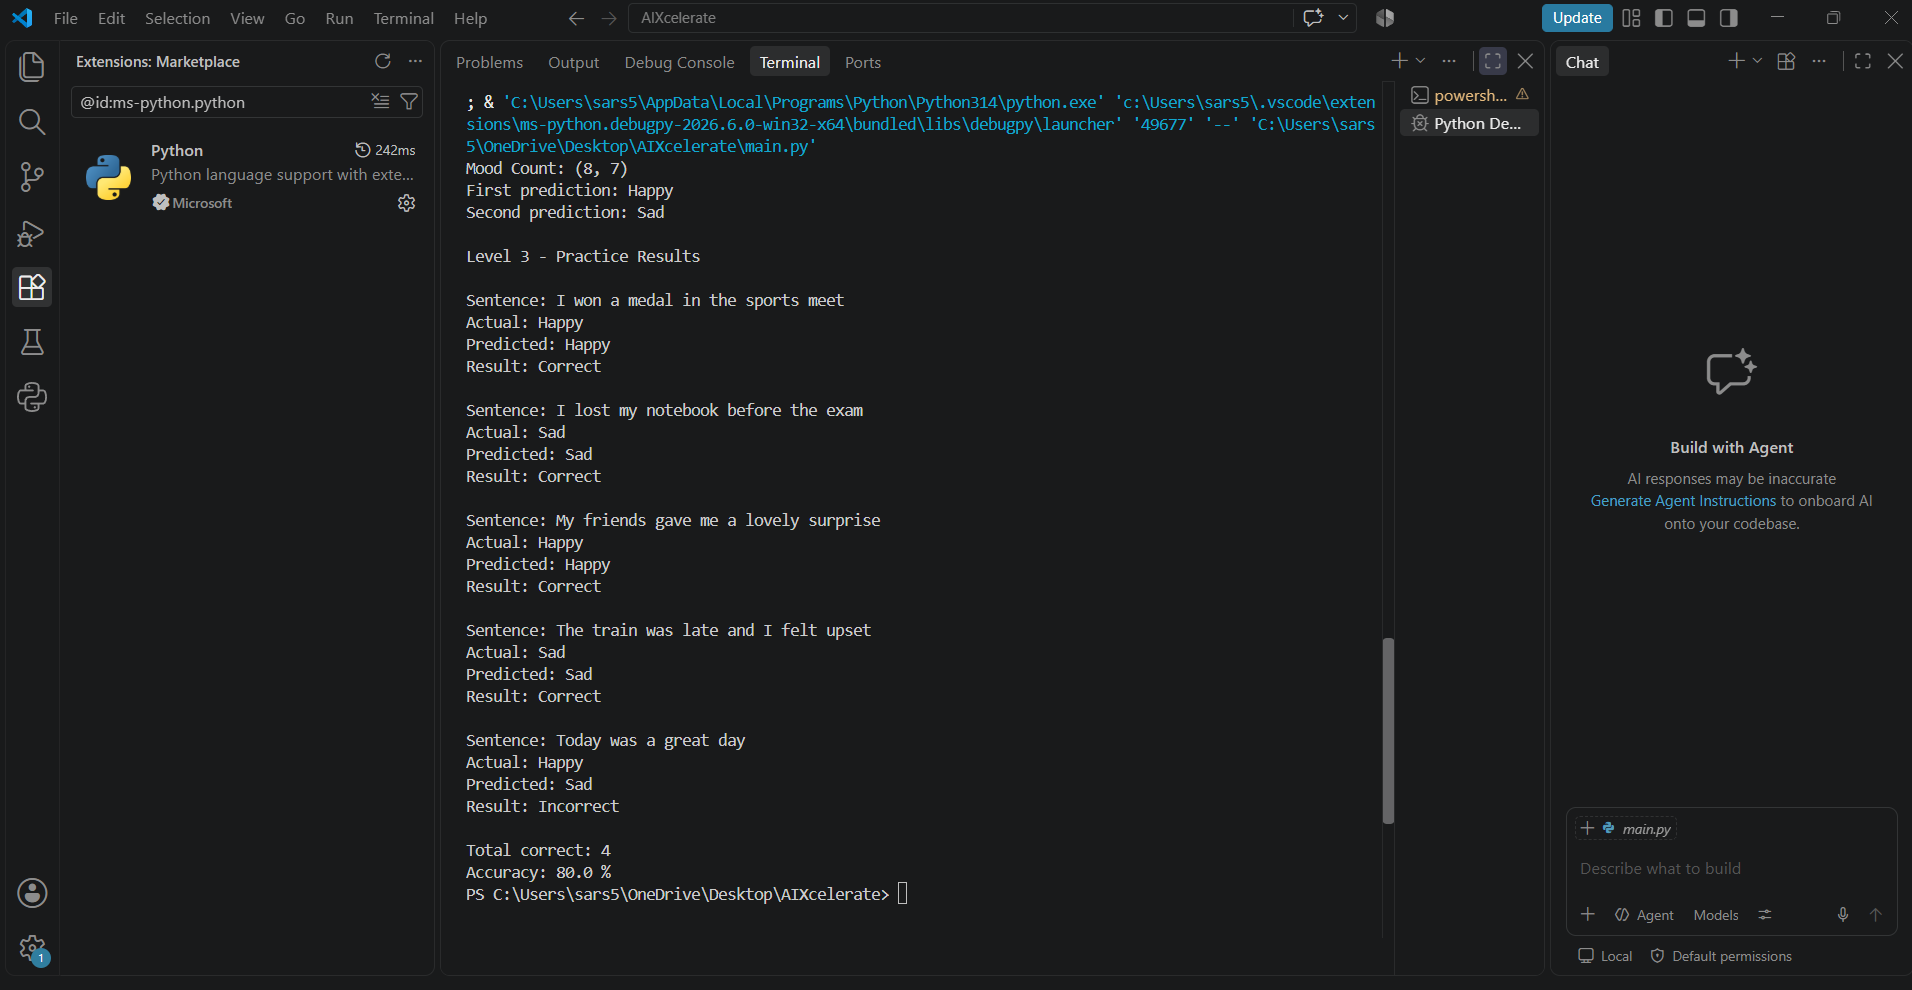 File Edit Selection View Go Run Terminal Help
AIXcelerate
Update
Extensions: Marketplace
@id:ms-python.python
Python
242ms
Python language support with exte...
Microsoft
1
Problems Output Debug Console Terminal Ports
; & 'C:\Users\sars5\AppData\Local\Programs\Python\Python314\python.exe' 'c:\Users\sars5\.vscode\exten
sions\ms-python.debugpy-2026.6.0-win32-x64\bundled\libs\debugpy\launcher' '49677' '--' 'C:\Users\sars
5\OneDrive\Desktop\AIXcelerate\main.py'
Mood Count: (8, 7)
First prediction: Happy
Second prediction: Sad
Level 3 - Practice Results
Sentence: I won a medal in the sports meet
Actual: Happy
Predicted: Happy
Result: Correct
Sentence: I lost my notebook before the exam
Actual: Sad
Predicted: Sad
Result: Correct
Sentence: My friends gave me a lovely surprise
Actual: Happy
Predicted: Happy
Result: Correct
Sentence: The train was late and I felt upset
Actual: Sad
Predicted: Sad
Result: Correct
Sentence: Today was a great day
Actual: Happy
Predicted: Sad
Result: Incorrect
Total correct: 4
Accuracy: 80.0 %
PS C:\Users\sars5\OneDrive\Desktop\AIXcelerate>
powersh...
Python De...
Chat
Build with Agent
AI responses may be inaccurate
Generate Agent Instructions to onboard AI
onto your codebase.
main.py
Describe what to build
Agent Models
Local Default permissions